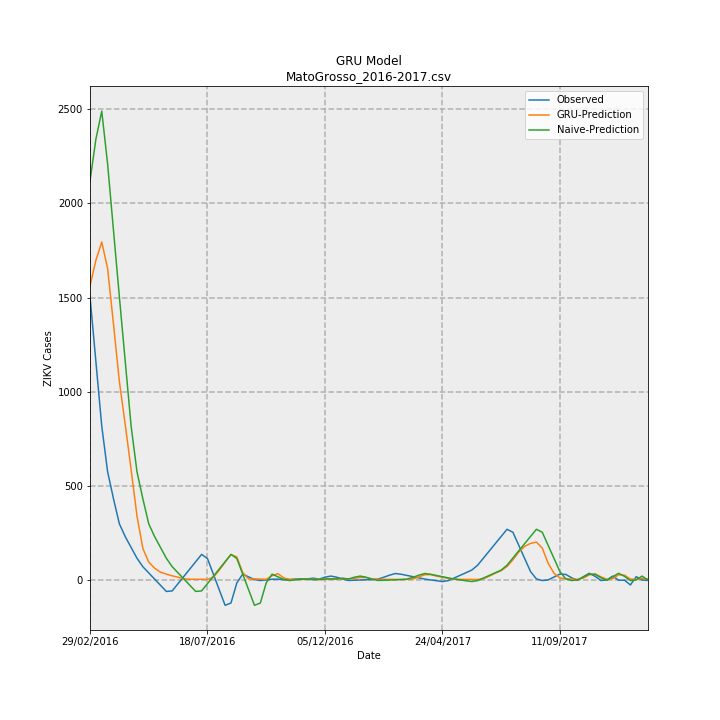 GRU Model
MatoGrosso_2016-2017.csv
Observed
GRU-Prediction
Naive-Prediction
2500
2000
1500
1000
500
0
ZIKV Cases
29/02/2016 18/07/2016 05/12/2016 24/04/2017 11/09/2017
Date